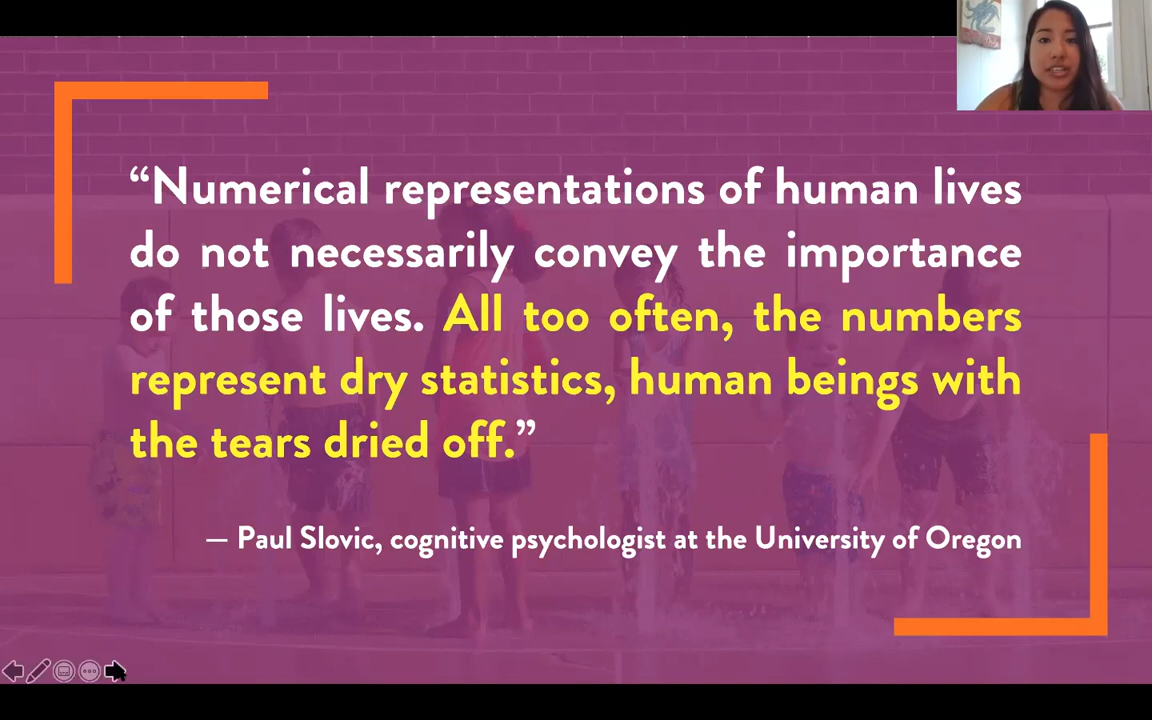 “Numerical representations of human lives
do not necessarily convey the importance
of those lives. All too often, the numbers
represent dry statistics, human beings with
the tears dried off.”
— Paul Slovic, cognitive psychologist at the University of Oregon